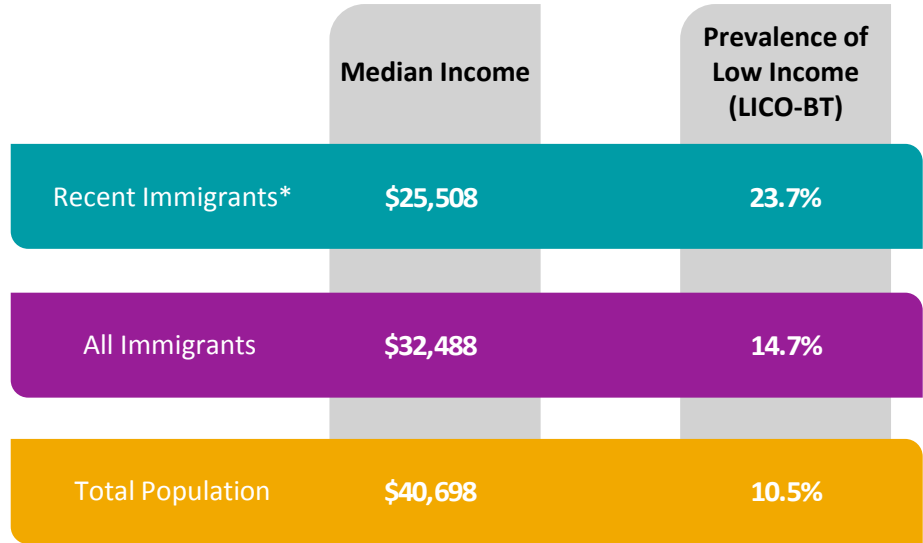 Median Income
Prevalence of
Low Income
(LICO-BT)
Recent Immigrants* $25,508 23.7%
All Immigrants $32,488 14.7%
Total Population $40,698 10.5%